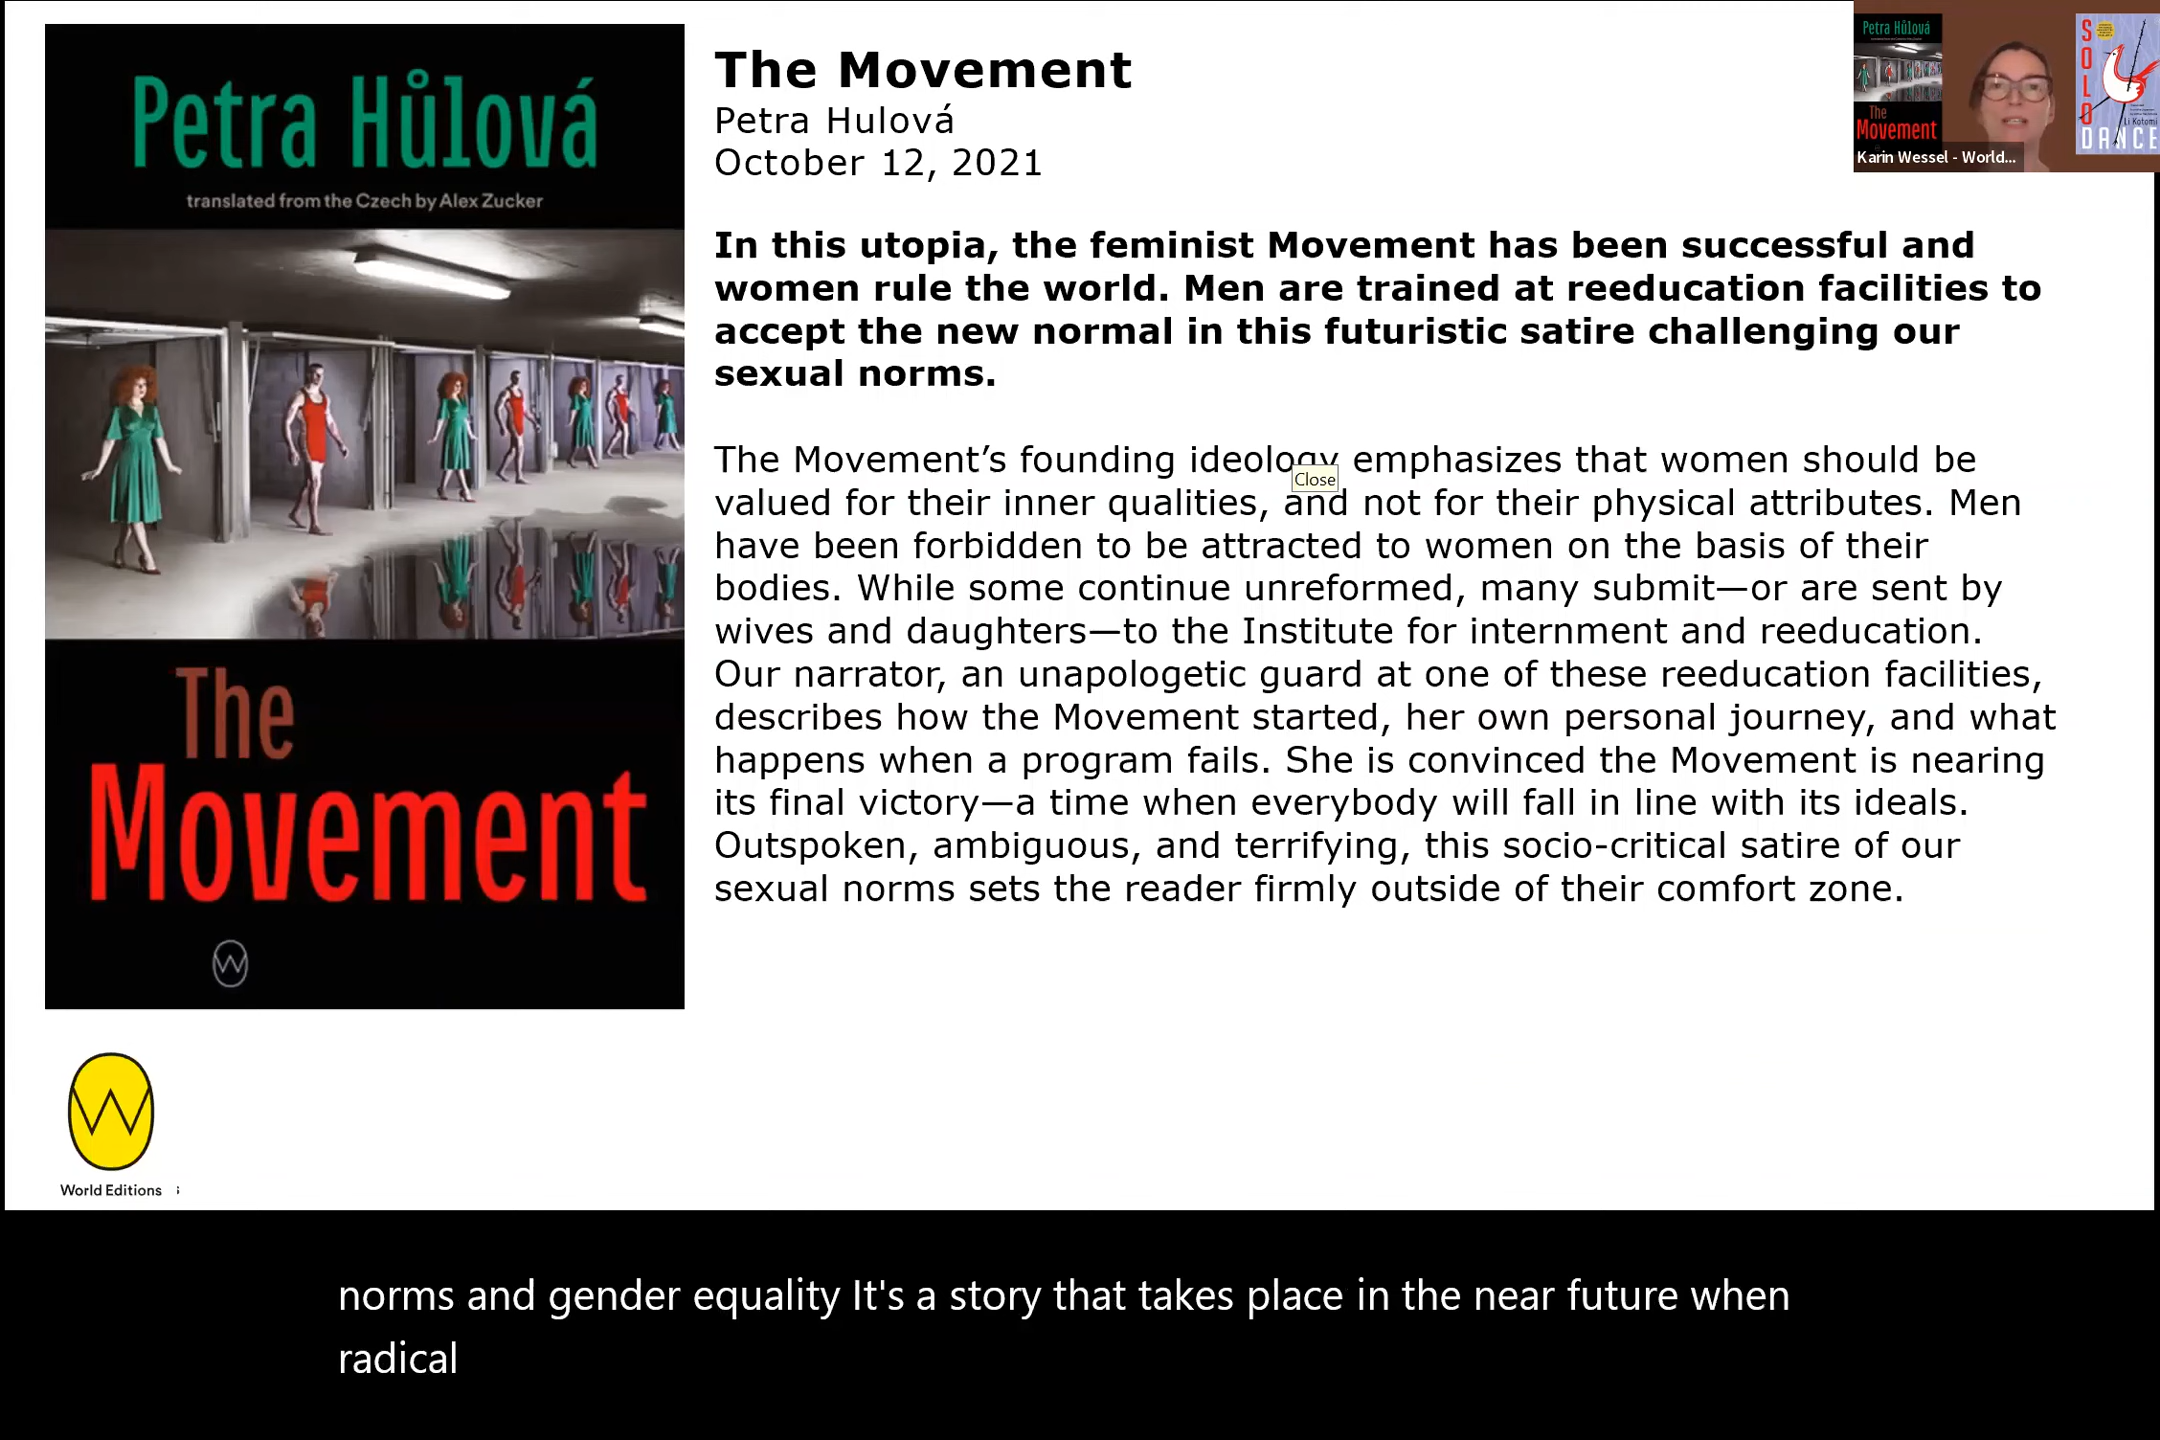 Petra Hůlová
translated from the Czech by Alex Zucker
The
Movement
W
World Editions
The Movement
Petra Hulová
October 12, 2021
In this utopia, the feminist Movement has been successful and
women rule the world. Men are trained at reeducation facilities to
accept the new normal in this futuristic satire challenging our
sexual norms.
The Movement’s founding ideology emphasizes that women should be
valued for their inner qualities, and not for their physical attributes. Men
have been forbidden to be attracted to women on the basis of their
bodies. While some continue unreformed, many submit—or are sent by
wives and daughters—to the Institute for internment and reeducation.
Our narrator, an unapologetic guard at one of these reeducation facilities,
describes how the Movement started, her own personal journey, and what
happens when a program fails. She is convinced the Movement is nearing
its final victory—a time when everybody will fall in line with its ideals.
Outspoken, ambiguous, and terrifying, this socio-critical satire of our
sexual norms sets the reader firmly outside of their comfort zone.
Close
Petra Hůlová
The
Movement
Karin Wessel - World...
SOLO
DANCE
Li Kotomi
norms and gender equality It's a story that takes place in the near future when
radical